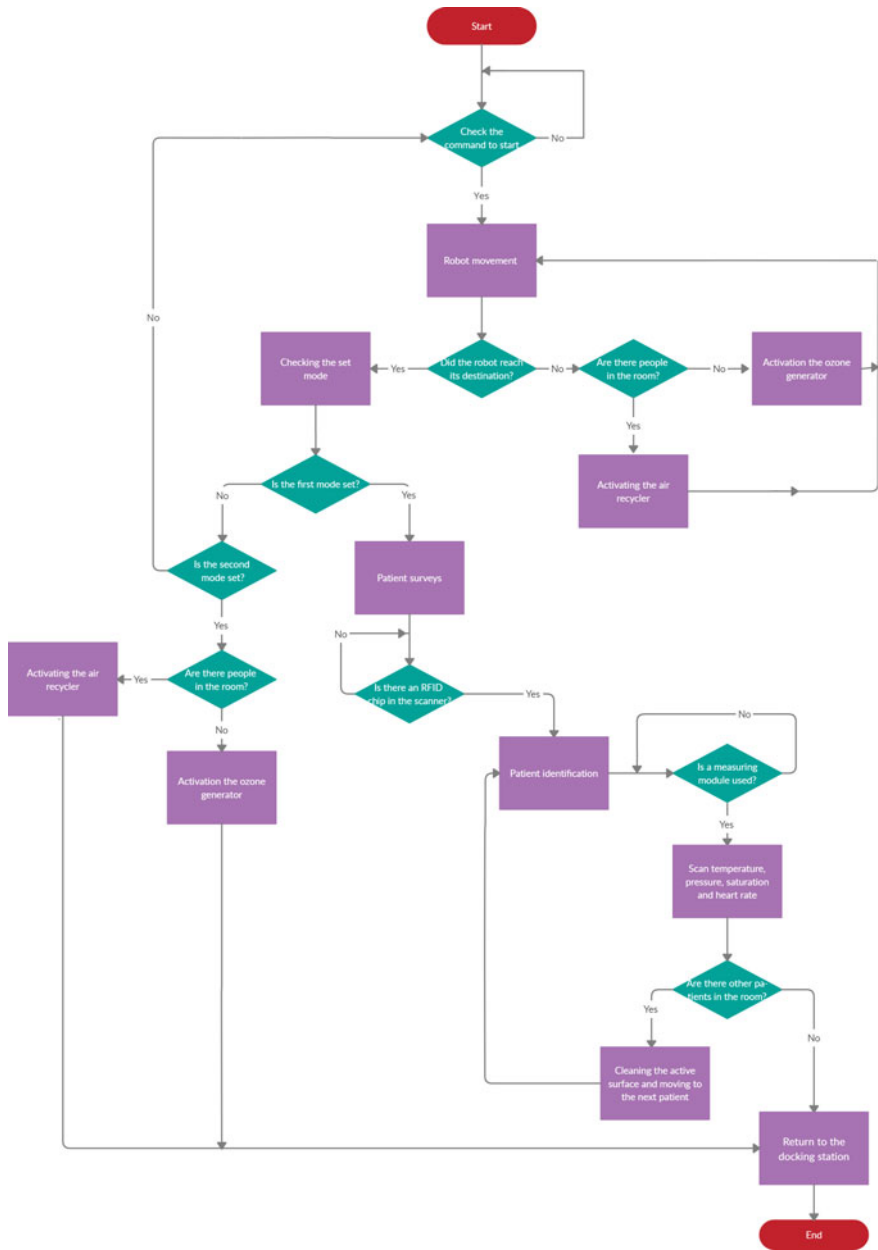 Start
Check the
command to start
No
Yes
Robot movement
No
Checking the set
mode
Yes
Did the robot reach
its destination?
No
Are there people
in the room?
No
Activation the ozone
generator
Yes
Activating the air
recycler
Is the first mode set?
No
Yes
Is the second
mode set?
Patient surveys
Yes
No
Activating the air
recycler
Yes
Are there people
in the room?
Is there an RFID
chip in the scanner?
Yes
No
No
Activation the ozone
generator
Patient identification
Is a measuring
module used?
Yes
Scan temperature,
pressure, saturation
and heart rate
Are there other pa-
tients in the room?
Yes
No
Cleaning the active
surface and moving to
the next patient
Return to the
docking station
End